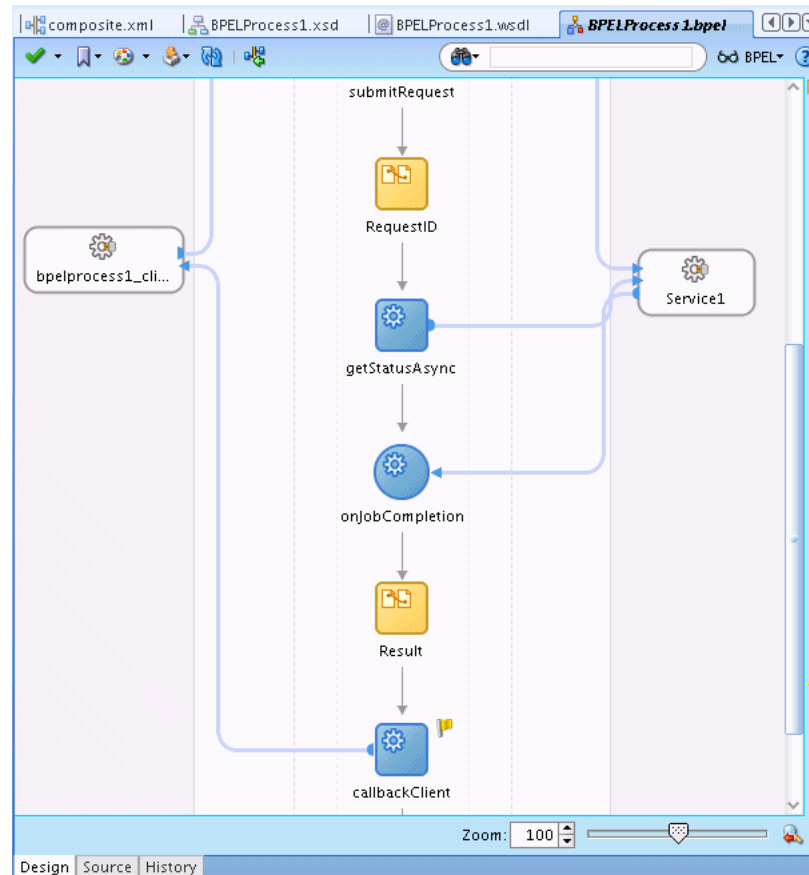 composite.xml BPELProcess1.xsd BPELProcess1.wsdl BPELProcess1.bpel
BPEL
submitRequest
RequestID
bpelprocess1_cli...
Service1
getStatusAsync
onJobCompletion
Result
callbackClient
Zoom: 100
Design Source History